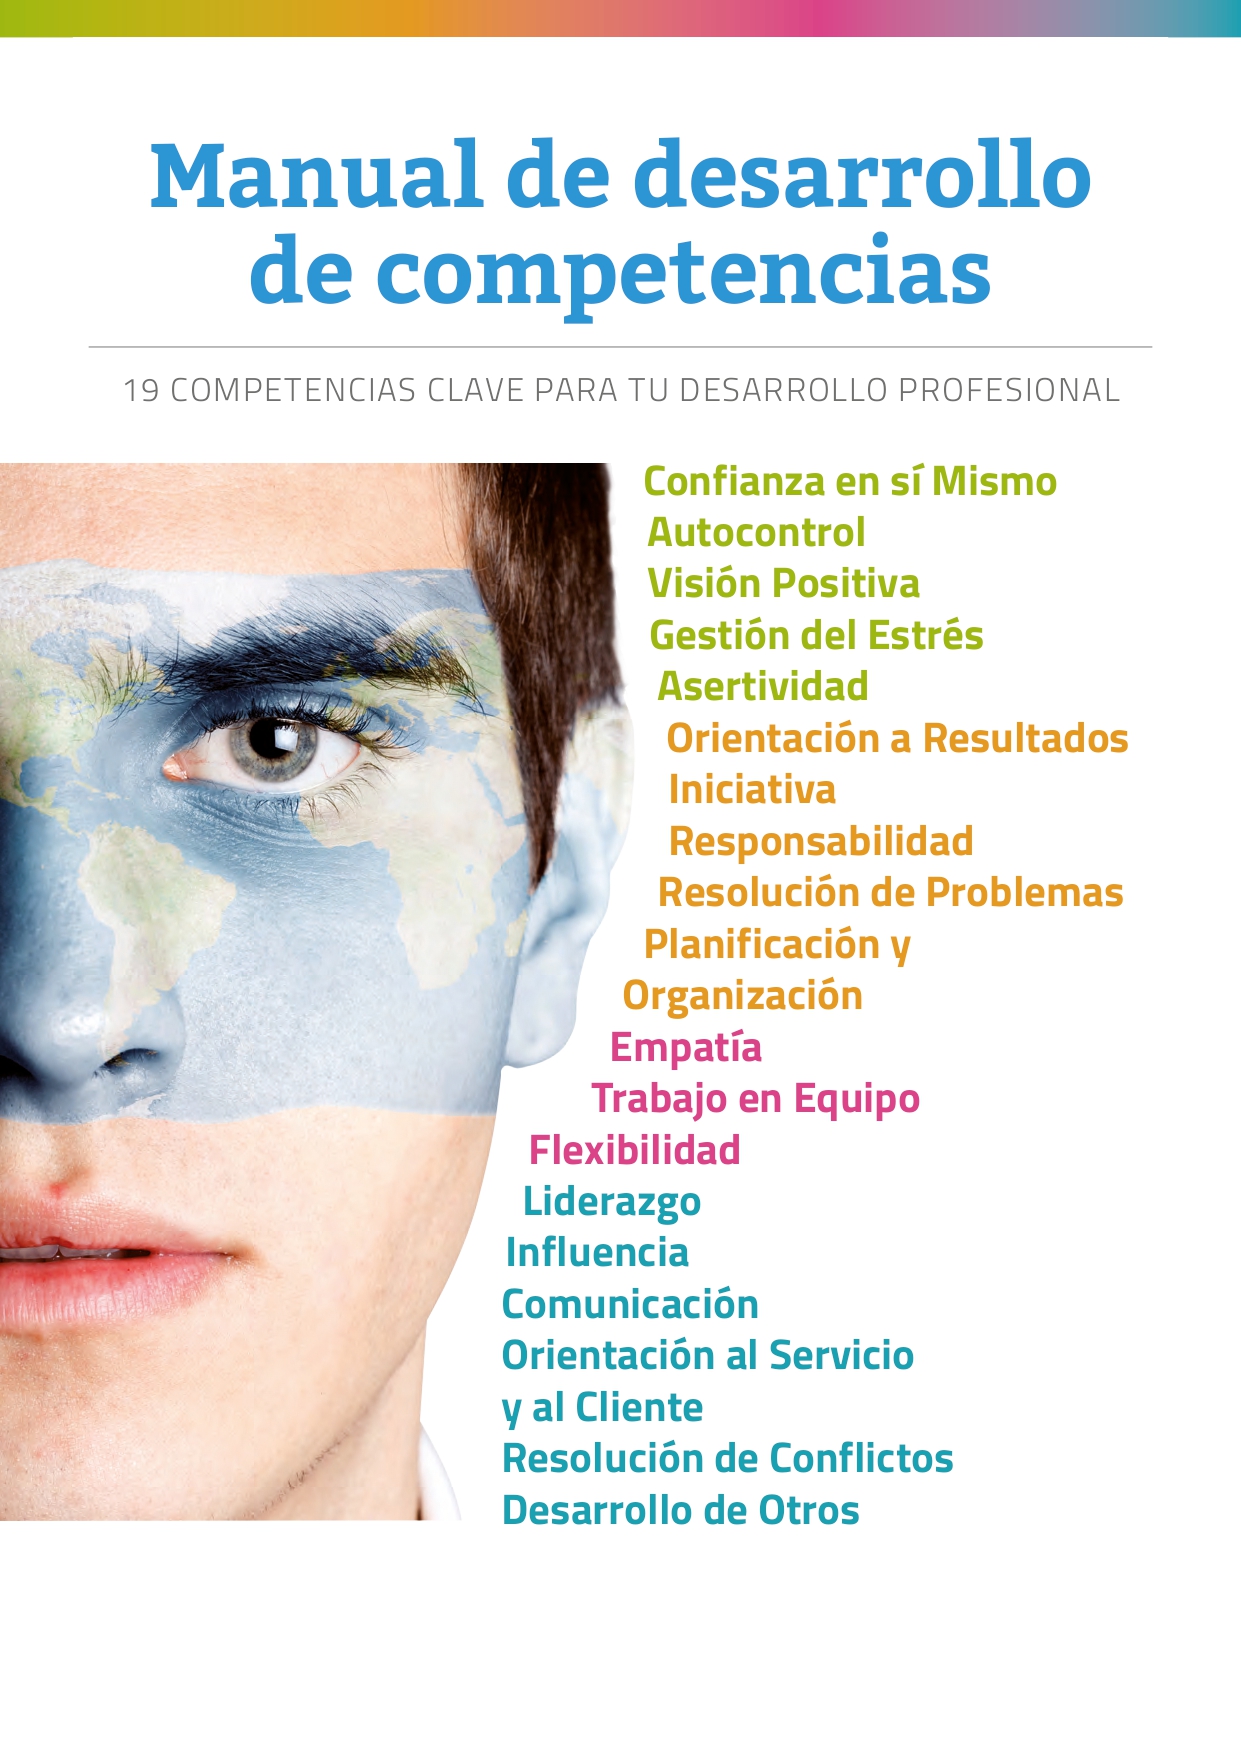 Manual de desarrollo
de competencias
19 COMPETENCIAS CLAVE PARA TU DESARROLLO PROFESIONAL
Confianza en sí Mismo
Autocontrol
Visión Positiva
Gestión del Estrés
Asertividad
Orientación a Resultados
Iniciativa
Responsabilidad
Resolución de Problemas
Planificación y
Organización
Empatía
Trabajo en Equipo
Flexibilidad
Liderazgo
Influencia
Comunicación
Orientación al Servicio
y al Cliente
Resolución de Conflictos
Desarrollo de Otros